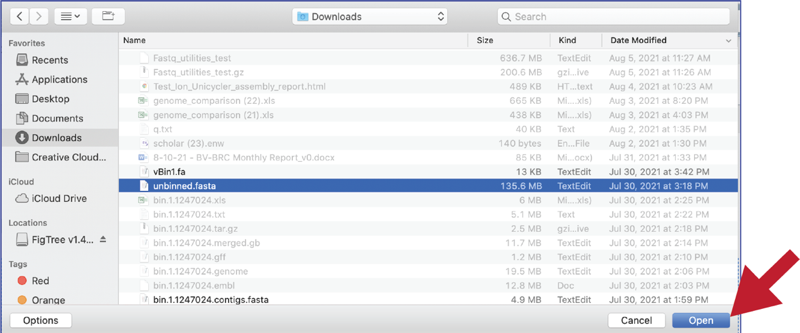 Downloads
Search
Favorites
Recents
Applications
Desktop
Documents
Downloads
Creative Cloud...
iCloud
iCloud Drive
Locations
FigTree v1.4...
Tags
Red
Orange
Name Size Kind Date Modified
Fastq_utilities_test 636.7 MB TextEdit Aug 5, 2021 at 11:27 AM
Fastq_utilities_test.gz 200.6 MB gzi...ive Aug 5, 2021 at 11:26 AM
Test_Ion_Unicycler_assembly_report.html 489 KB HT...text Aug 4, 2021 at 10:23 AM
genome_comparison (22).xls 665 KB Mi....xls) Aug 3, 2021 at 8:20 PM
genome_comparison (21).xls 438 KB Mi....xls) Aug 3, 2021 at 4:03 PM
q.txt 40 KB Text Aug 2, 2021 at 1:35 PM
scholar (23).enw 140 bytes En...File Aug 2, 2021 at 1:30 PM
8-10-21 - BV-BRC Monthly Report_v0.docx Mi...ocx) Jul 31, 2021 at 1:33 PM
vBin1.fa 13 KB TextEdit Jul 30, 2021 at 3:42 PM
unbinned.fasta 135.6 MB TextEdit Jul 30, 2021 at 3:18 PM
bin.1.1247024.xls 6 MB Mi....xls) Jul 30, 2021 at 2:25 PM
bin.1.1247024.txt 5.1 MB Text Jul 30, 2021 at 2:22 PM
bin.1.1247024.tar.gz 2.5 MB gzi...ive Jul 30, 2021 at 2:18 PM
bin.1.1247024.merged.gb 11.7 MB TextEdit Jul 30, 2021 at 2:14 PM
bin.1.1247024.gff 1.2 MB TextEdit Jul 30, 2021 at 2:10 PM
bin.1.1247024.genome 19.5 MB TextEdit Jul 30, 2021 at 2:06 PM
bin.1.1247024.embl 12.8 MB Doc Jul 30, 2021 at 2:03 PM
bin.1.1247024.contigs.fasta 4.9 MB TextEdit Jul 30, 2021 at 1:59 PM
Options Cancel Open